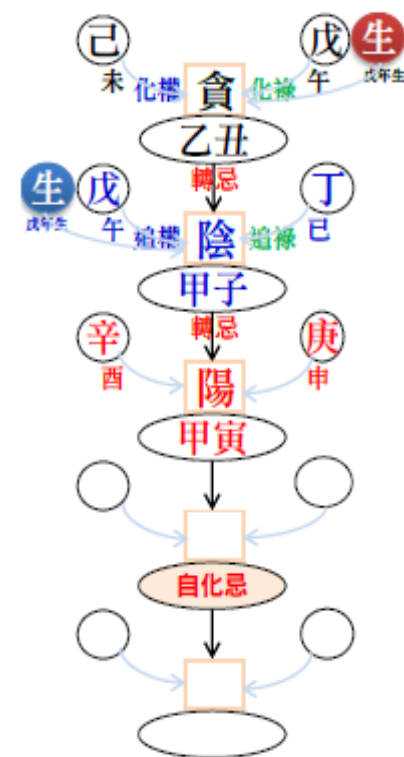 己
戊
生
未
化權
貪
化祿
午
戊年生
乙丑
轉忌
生
戊
丁
戊年生
午
追權
陰
追祿
已
甲子
轉忌
辛
庚
酉
陽
申
甲寅
自化忌